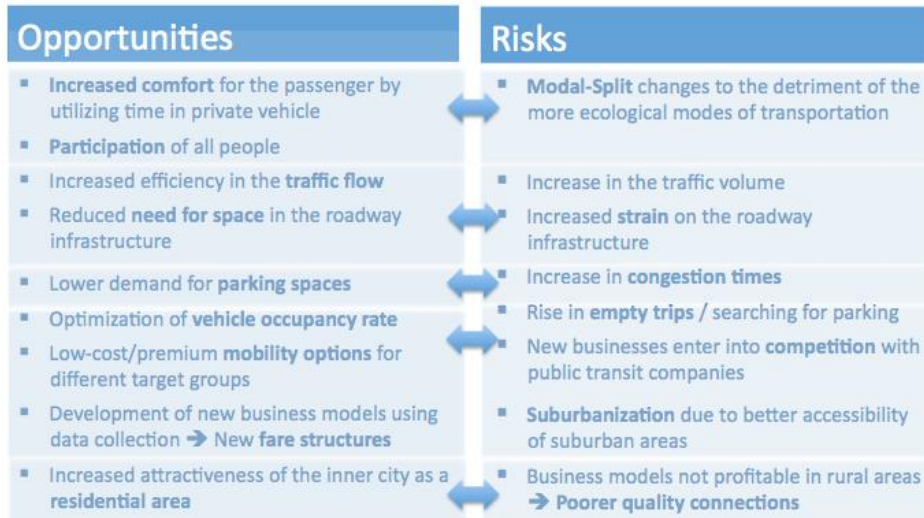 Opportunities
Increased comfort for the passenger by
utilizing time in private vehicle
Participation of all people
Increased efficiency in the traffic flow
Reduced need for space in the roadway
infrastructure
Lower demand for parking spaces
Optimization of vehicle occupancy rate
Low-cost/premium mobility options for
different target groups
Development of new business models using
data collection ➔ New fare structures
Increased attractiveness of the inner city as a
residential area
Risks
Modal-Split changes to the detriment of the
more ecological modes of transportation
Increase in the traffic volume
Increased strain on the roadway
infrastructure
Increase in congestion times
Rise in empty trips / searching for parking
New businesses enter into competition with
public transit companies
Suburbanization due to better accessibility
of suburban areas
Business models not profitable in rural areas
➔ Poorer quality connections